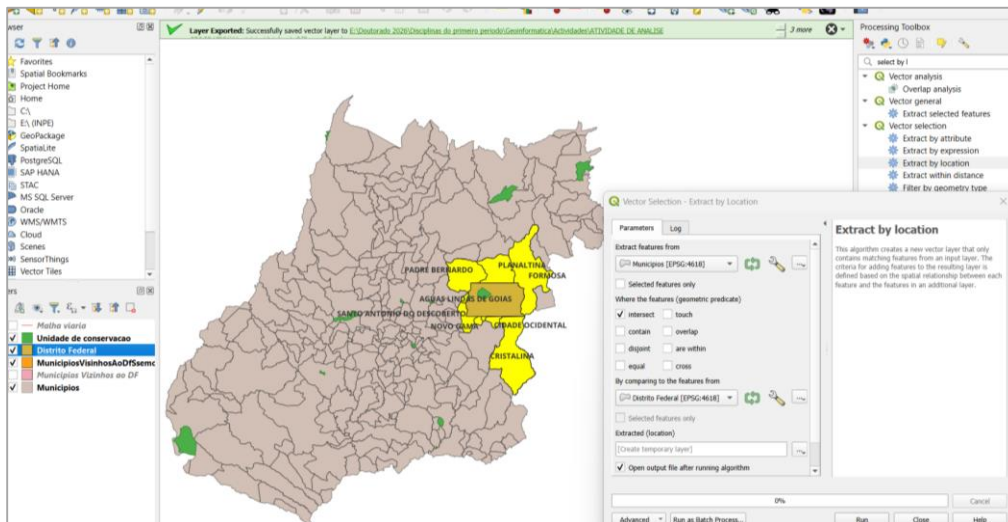 wser
Layer Exported: Successfully saved vector layer to E:\Doutorado 2026\Disciplinas do primero periodo\Geoinformatica\Actividades\ATIVIDADE DE ANALISE
3 more
Favorites
Spatial Bookmarks
Project Home
Home
C:\
E:\ (INPE)
GeoPackage
SpatiaLite
PostgreSQL
SAP HANA
STAC
MS SQL Server
Oracle
WMS/WMTS
Cloud
Scenes
SensorThings
Vector Tiles
ers
Malha viaria
Unidade de conservacao
Distrito Federal
MunicipiosVisinhosAoDfSsemc
Municipios Vizinhos ao DF
Municipios
PADRE BERNARDO
PLANALTINA
FORMOSA
AGUAS LINDAS DE GOIAS
SANTO ANTONIO DO DESCOBERTO
NOVO GAMA
CIDADE OCIDENTAL
CRISTALINA
Processing Toolbox
select by l
Vector analysis
Overlap analysis
Vector general
Extract selected features
Vector selection
Extract by attribute
Extract by expression
Extract by location
Extract within distance
Filter by geometry type
Vector Selection - Extract by Location
Parameters
Log
Extract features from
Municipios [EPSG:4618]
Selected features only
Where the features (geometric predicate)
intersect
touch
contain
overlap
disjoint
are within
equal
cross
By comparing to the features from
Distrito Federal [EPSG:4618]
Selected features only
Extracted (location)
[Create temporary layer]
Open output file after running algorithm
Extract by location
This algorithm creates a new vector layer that only
contains matching features from an input layer. The
criteria for adding features to the resulting layer is
defined based on the spatial relationship between each
feature and the features in an additional layer.
0%
Cancel
Advanced
Run as Batch Process...
Run
Close
Help